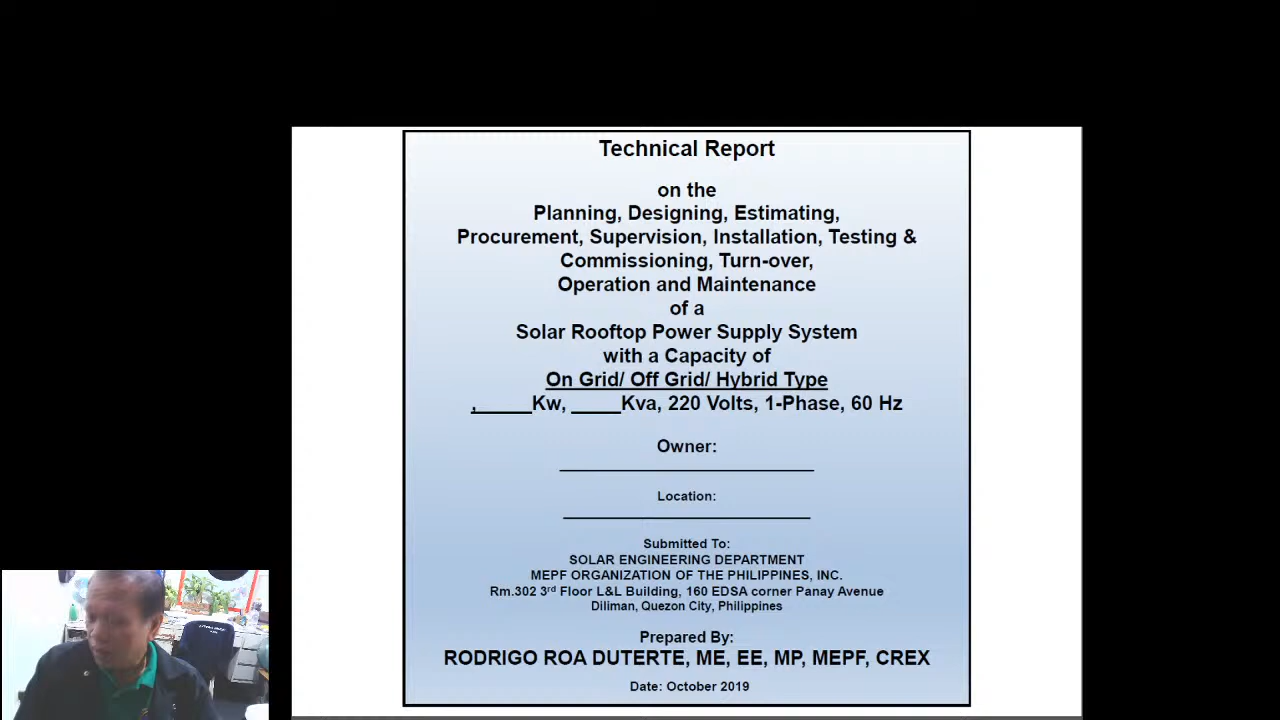 Technical Report
on the
Planning, Designing, Estimating,
Procurement, Supervision, Installation, Testing &
Commissioning, Turn-over,
Operation and Maintenance
of a
Solar Rooftop Power Supply System
with a Capacity of
On Grid/ Off Grid/ Hybrid Type
,_____Kw, ____Kva, 220 Volts, 1-Phase, 60 Hz
Owner:
Location:
Submitted To:
SOLAR ENGINEERING DEPARTMENT
MEPF ORGANIZATION OF THE PHILIPPINES, INC.
Rm.302 3rd Floor L&L Building, 160 EDSA corner Panay Avenue
Diliman, Quezon City, Philippines
Prepared By:
RODRIGO ROA DUTERTE, ME, EE, MP, MEPF, CREX
Date: October 2019